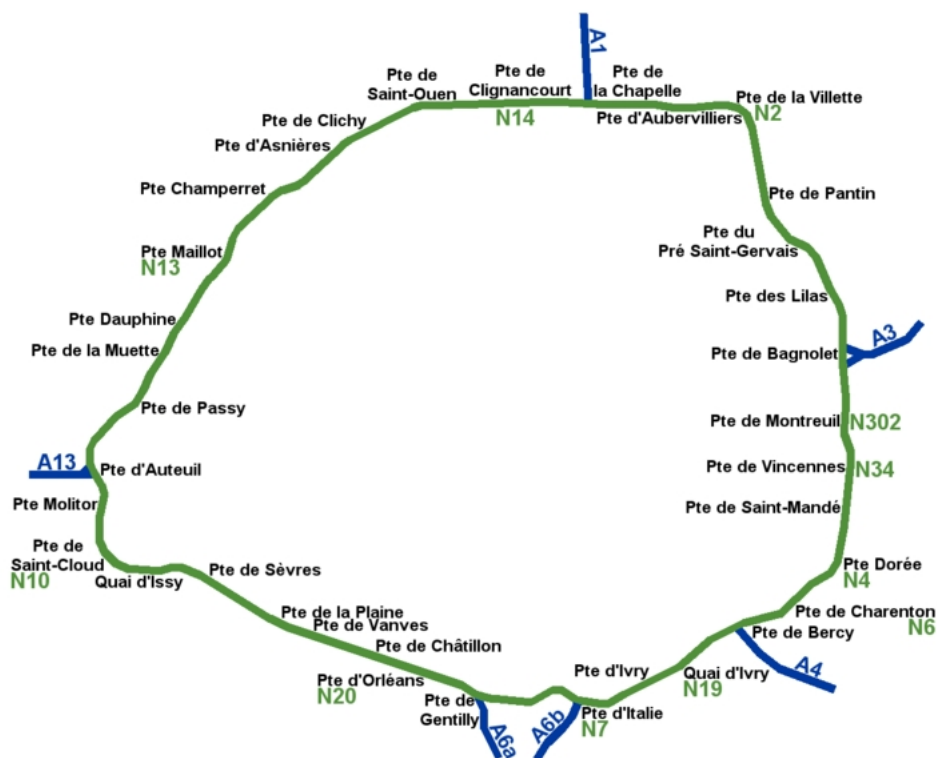 A1
Pte de
Saint-Ouen
Pte de
Clignancourt
N14
Pte de
la Chapelle
Pte d'Aubervilliers
Pte de la Villette
N2
Pte de Clichy
Pte d'Asnières
Pte Champerret
Pte de Pantin
Pte du
Pré Saint-Gervais
Pte Maillot
N13
Pte des Lilas
Pte Dauphine
Pte de la Muette
Pte de Bagnolet
A3
Pte de Passy
Pte de Montreuil
N302
A13
Pte d'Auteuil
Pte de Vincennes
N34
Pte Molitor
Pte de Saint-Mandé
Pte de
Saint-Cloud
N10
Quai d'Issy
Pte de Sèvres
Pte Dorée
N4
Pte de la Plaine
Pte de Vanves
Pte de Charenton
N6
Pte de Bercy
Pte de Châtillon
A4
Pte d'Orléans
N20
Pte d'Ivry
Quai d'Ivry
N19
Pte de
Gentilly
A6a
A6b
Pte d'Italie
N7